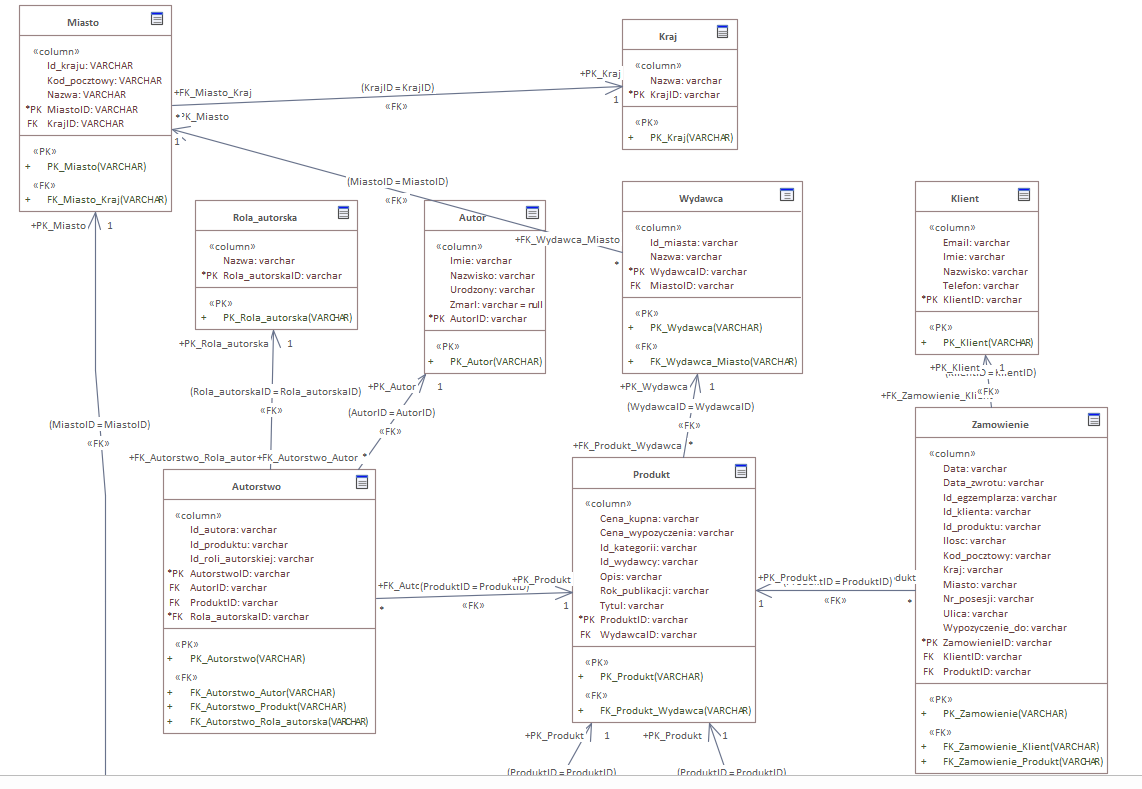 Miasto
«column»
Id_kraju: VARCHAR
Kod_pocztowy: VARCHAR
Nazwa: VARCHAR
*PK MiastoID: VARCHAR
FK KrajID: VARCHAR
«PK»
+ PK_Miasto(VARCHAR)
«FK»
+ FK_Miasto_Kraj(VARCHAR)
+FK_Miasto_Kraj
(KrajID = KrajID)
«FK»
+PK_Kraj
1
Kraj
«column»
Nazwa: varchar
*PK KrajID: varchar
«PK»
+ PK_Kraj(VARCHAR)
*
PK_Miasto
1
(MiastoID = MiastoID)
«FK»
+FK_Wydawca_Miasto
*
+PK_Miasto
1
Rola_autorska
«column»
Nazwa: varchar
*PK Rola_autorskaID: varchar
«PK»
+ PK_Rola_autorska(VARCHAR)
Autor
«column»
Imie: varchar
Nazwisko: varchar
Urodzony: varchar
Zmarl: varchar = null
*PK AutorID: varchar
«PK»
+ PK_Autor(VARCHAR)
Wydawca
«column»
Id_miasta: varchar
Nazwa: varchar
*PK WydawcaID: varchar
FK MiastoID: varchar
«PK»
+ PK_Wydawca(VARCHAR)
«FK»
+ FK_Wydawca_Miasto(VARCHAR)
Klient
«column»
Email: varchar
Imie: varchar
Nazwisko: varchar
Telefon: varchar
*PK KlientID: varchar
«PK»
+ PK_Klient(VARCHAR)
+PK_Rola_autorska
1
(Rola_autorskaID = Rola_autorskaID)
«FK»
+FK_Autorstwo_Rola_autor
+PK_Autor
1
(AutorID = AutorID)
«FK»
+FK_Autorstwo_Autor
*
+PK_Wydawca
1
(WydawcaID = WydawcaID)
«FK»
+FK_Produkt_Wydawca
*
+PK_Klient
1
«FK»
+FK_Zamowienie_Kli
(MiastoID = MiastoID)
«FK»
Autorstwo
«column»
Id_autora: varchar
Id_produktu: varchar
Id_roli_autorskiej: varchar
*PK AutorstwoID: varchar
FK AutorID: varchar
FK ProduktID: varchar
*FK Rola_autorskaID: varchar
«PK»
+ PK_Autorstwo(VARCHAR)
«FK»
+ FK_Autorstwo_Autor(VARCHAR)
+ FK_Autorstwo_Produkt(VARCHAR)
+ FK_Autorstwo_Rola_autorska(VARCHAR)
+FK_Autc
(ProduktID = ProduktID)
+PK_Produkt
*
«FK»
1
Produkt
«column»
Cena_kupna: varchar
Cena_wypozyczenia: varchar
Id_kategorii: varchar
Id_wydawcy: varchar
Opis: varchar
Rok_publikacji: varchar
Tytul: varchar
*PK ProduktID: varchar
FK WydawcaID: varchar
«PK»
+ PK_Produkt(VARCHAR)
«FK»
+ FK_Produkt_Wydawca(VARCHAR)
+PK_Produkt
(ProduktID = ProduktID)
dukt
1
«FK»
*
Zamowienie
«column»
Data: varchar
Data_zwrotu: varchar
Id_egzemplarza: varchar
Id_klienta: varchar
Id_produktu: varchar
Ilosc: varchar
Kod_pocztowy: varchar
Kraj: varchar
Miasto: varchar
Nr_posesji: varchar
Ulica: varchar
Wypozyczenie_do: varchar
*PK ZamowienieID: varchar
FK KlientID: varchar
FK ProduktID: varchar
«PK»
+ PK_Zamowienie(VARCHAR)
«FK»
+ FK_Zamowienie_Klient(VARCHAR)
+ FK_Zamowienie_Produkt(VARCHAR)
+PK_Produkt
1
+PK_Produkt
1
(ProduktID = ProduktID)
(ProduktID = ProduktID)